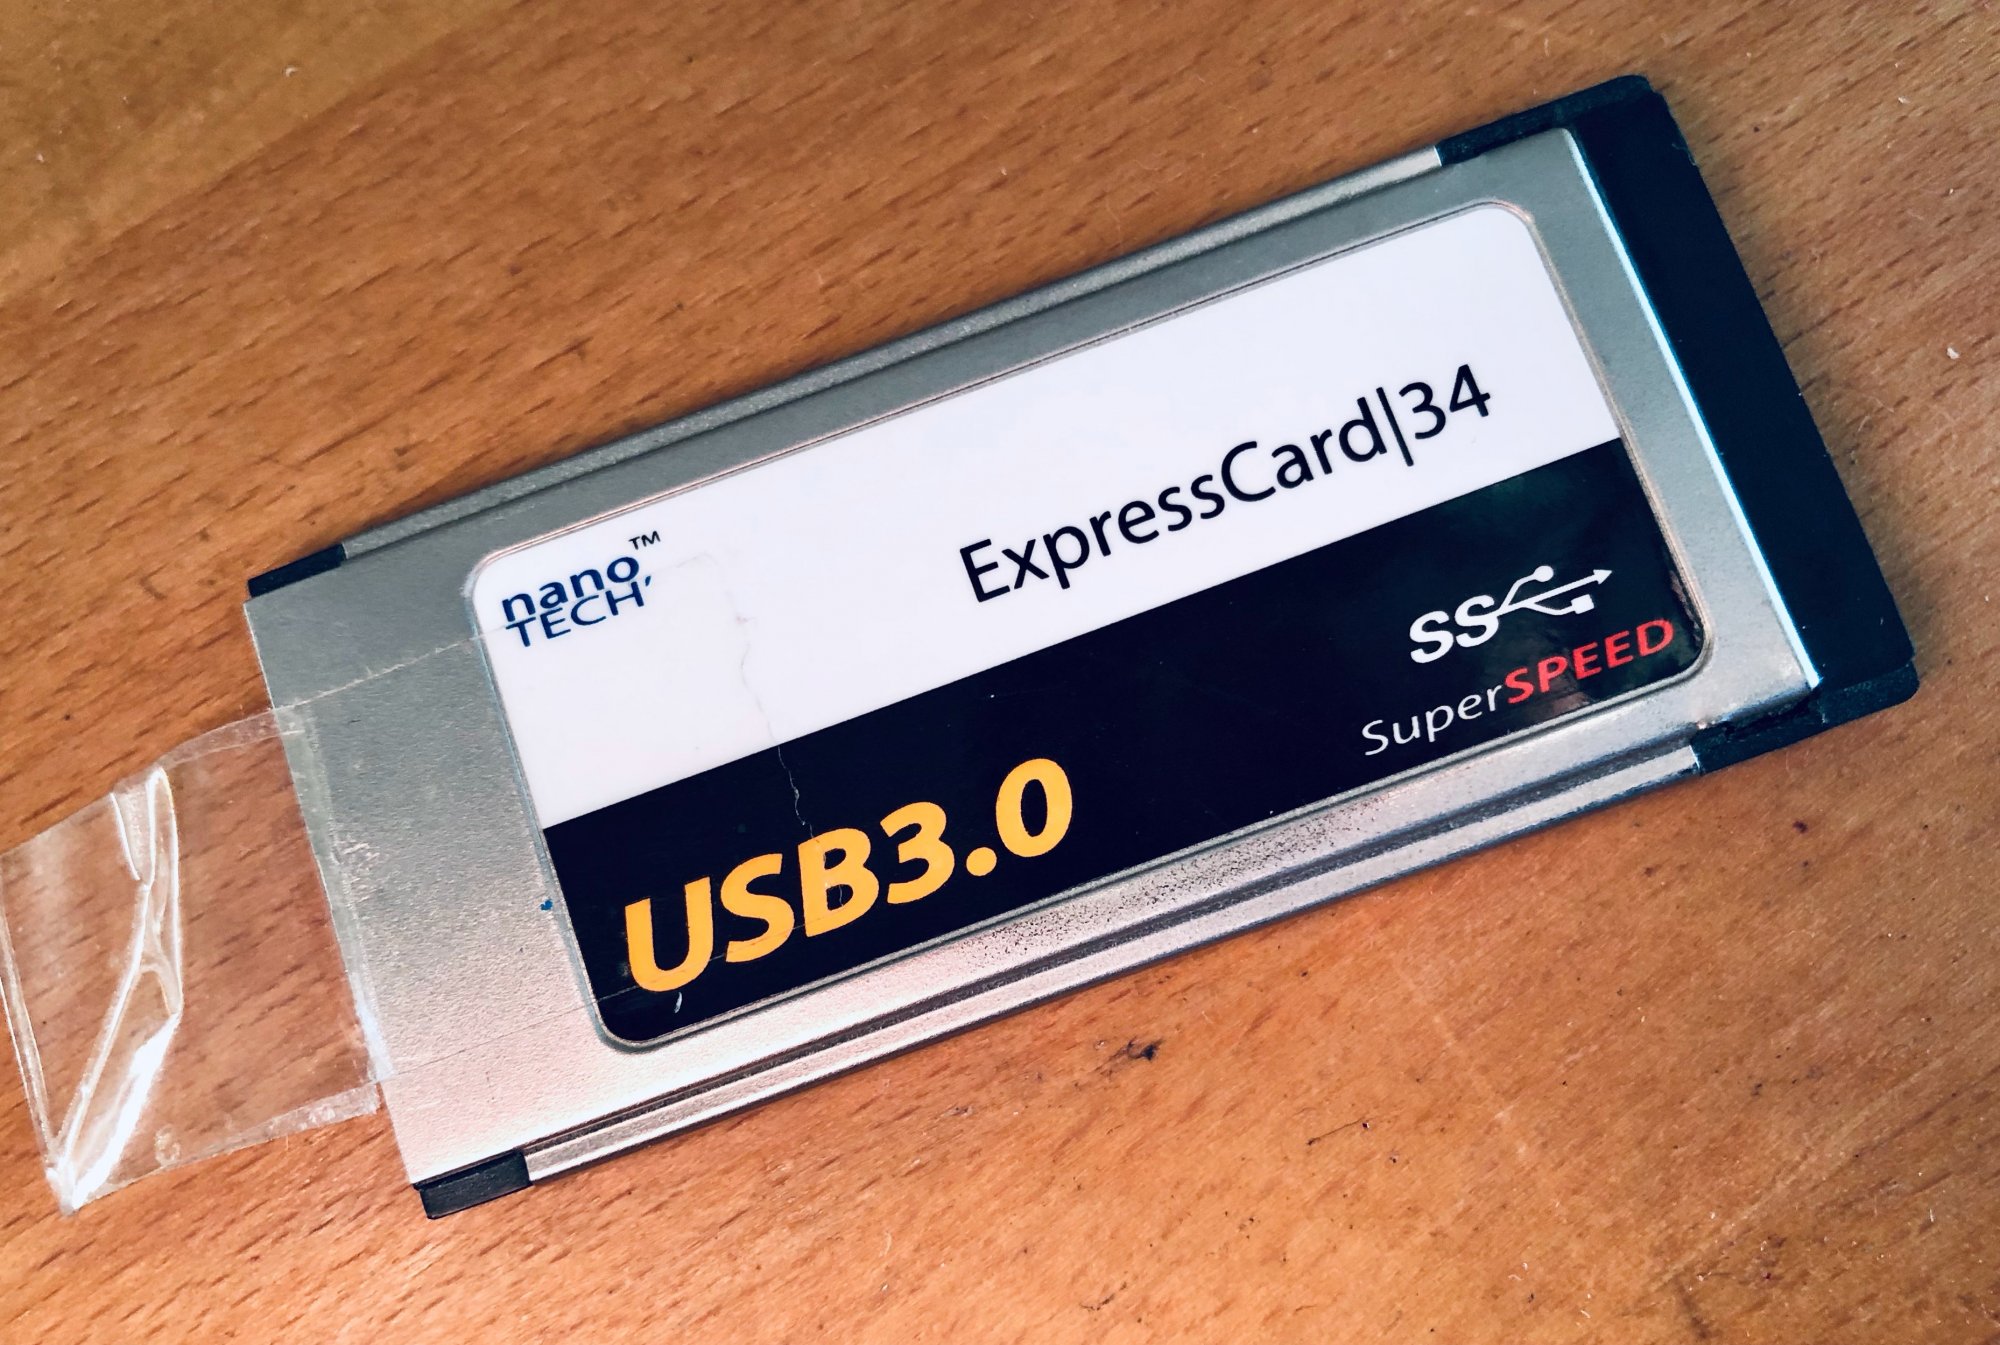 nano™
TECH
ExpressCard|34
SS
SuperSPEED
USB3.0